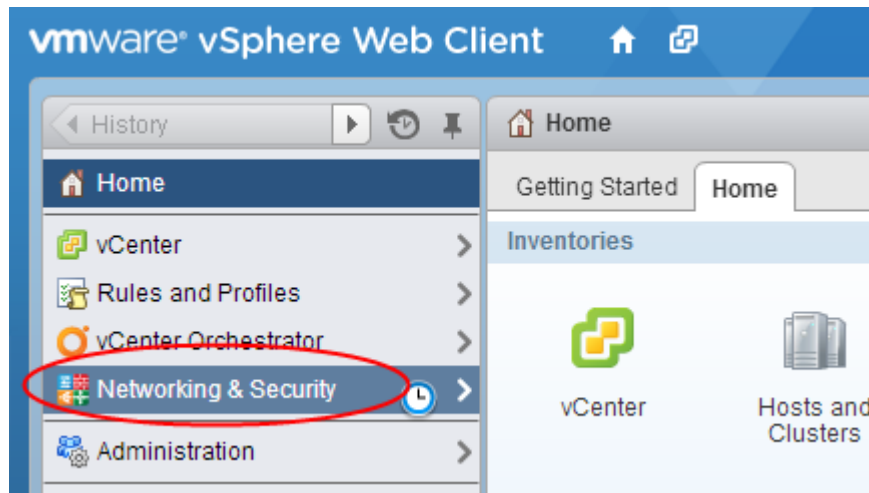 vmware® vSphere Web Client
History
Home
vCenter
Rules and Profiles
vCenter Orchestrator
Networking & Security
Administration
Home
Getting Started Home
Inventories
vCenter
Hosts and
Clusters